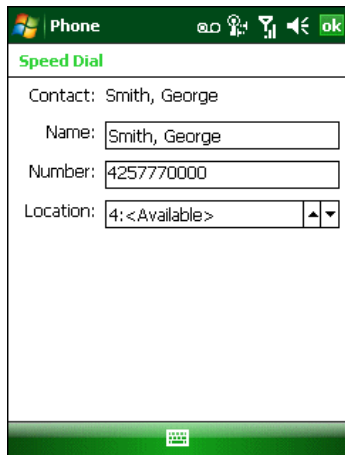 Phone ok
Speed Dial
Contact: Smith, George
Name: Smith, George
Number: 4257770000
Location: 4:<Available>